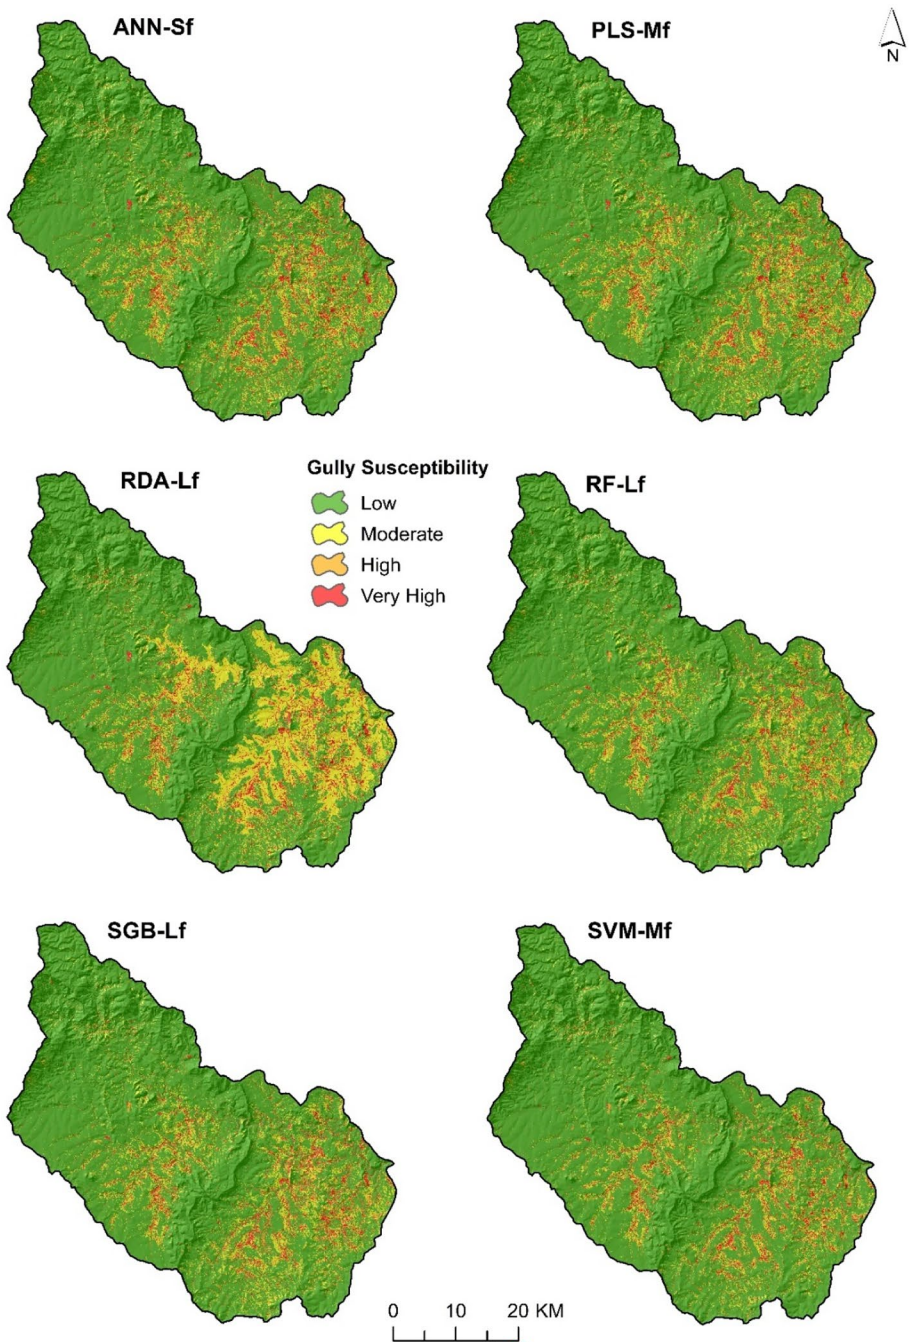 ANN-Sf
PLS-Mf
N
RDA-Lf
Gully Susceptibility
RF-Lf
Low
Moderate
High
Very High
SGB-Lf
SVM-Mf
0 10 20 KM